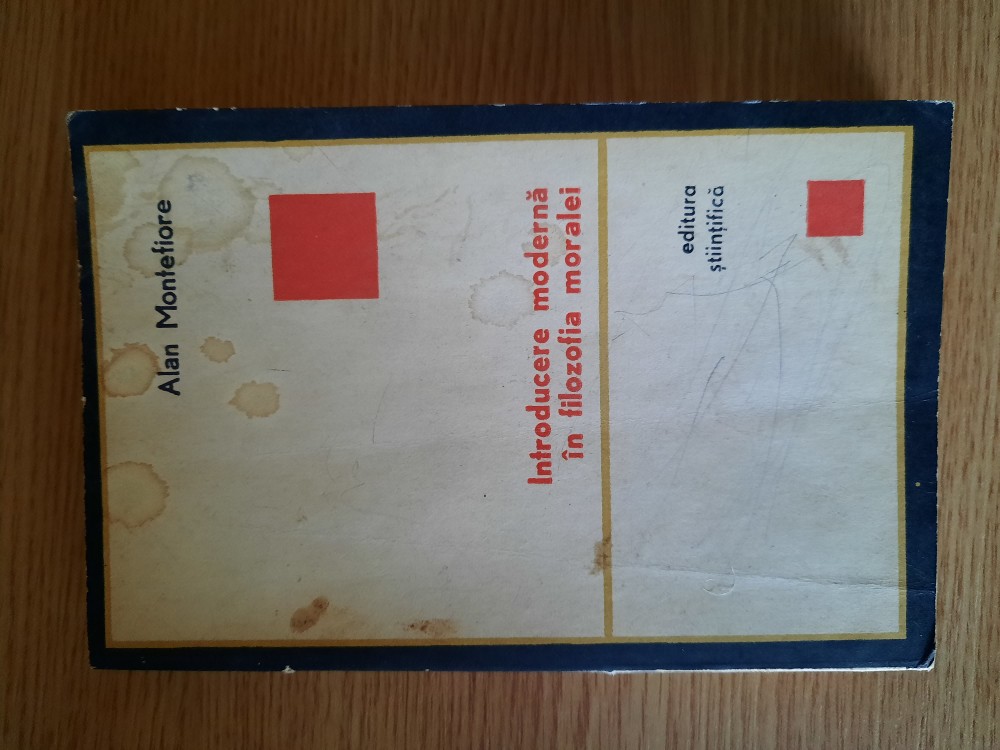 Alan Montefiore
Introducere modernă
în filozofia moralei
editura
științifică